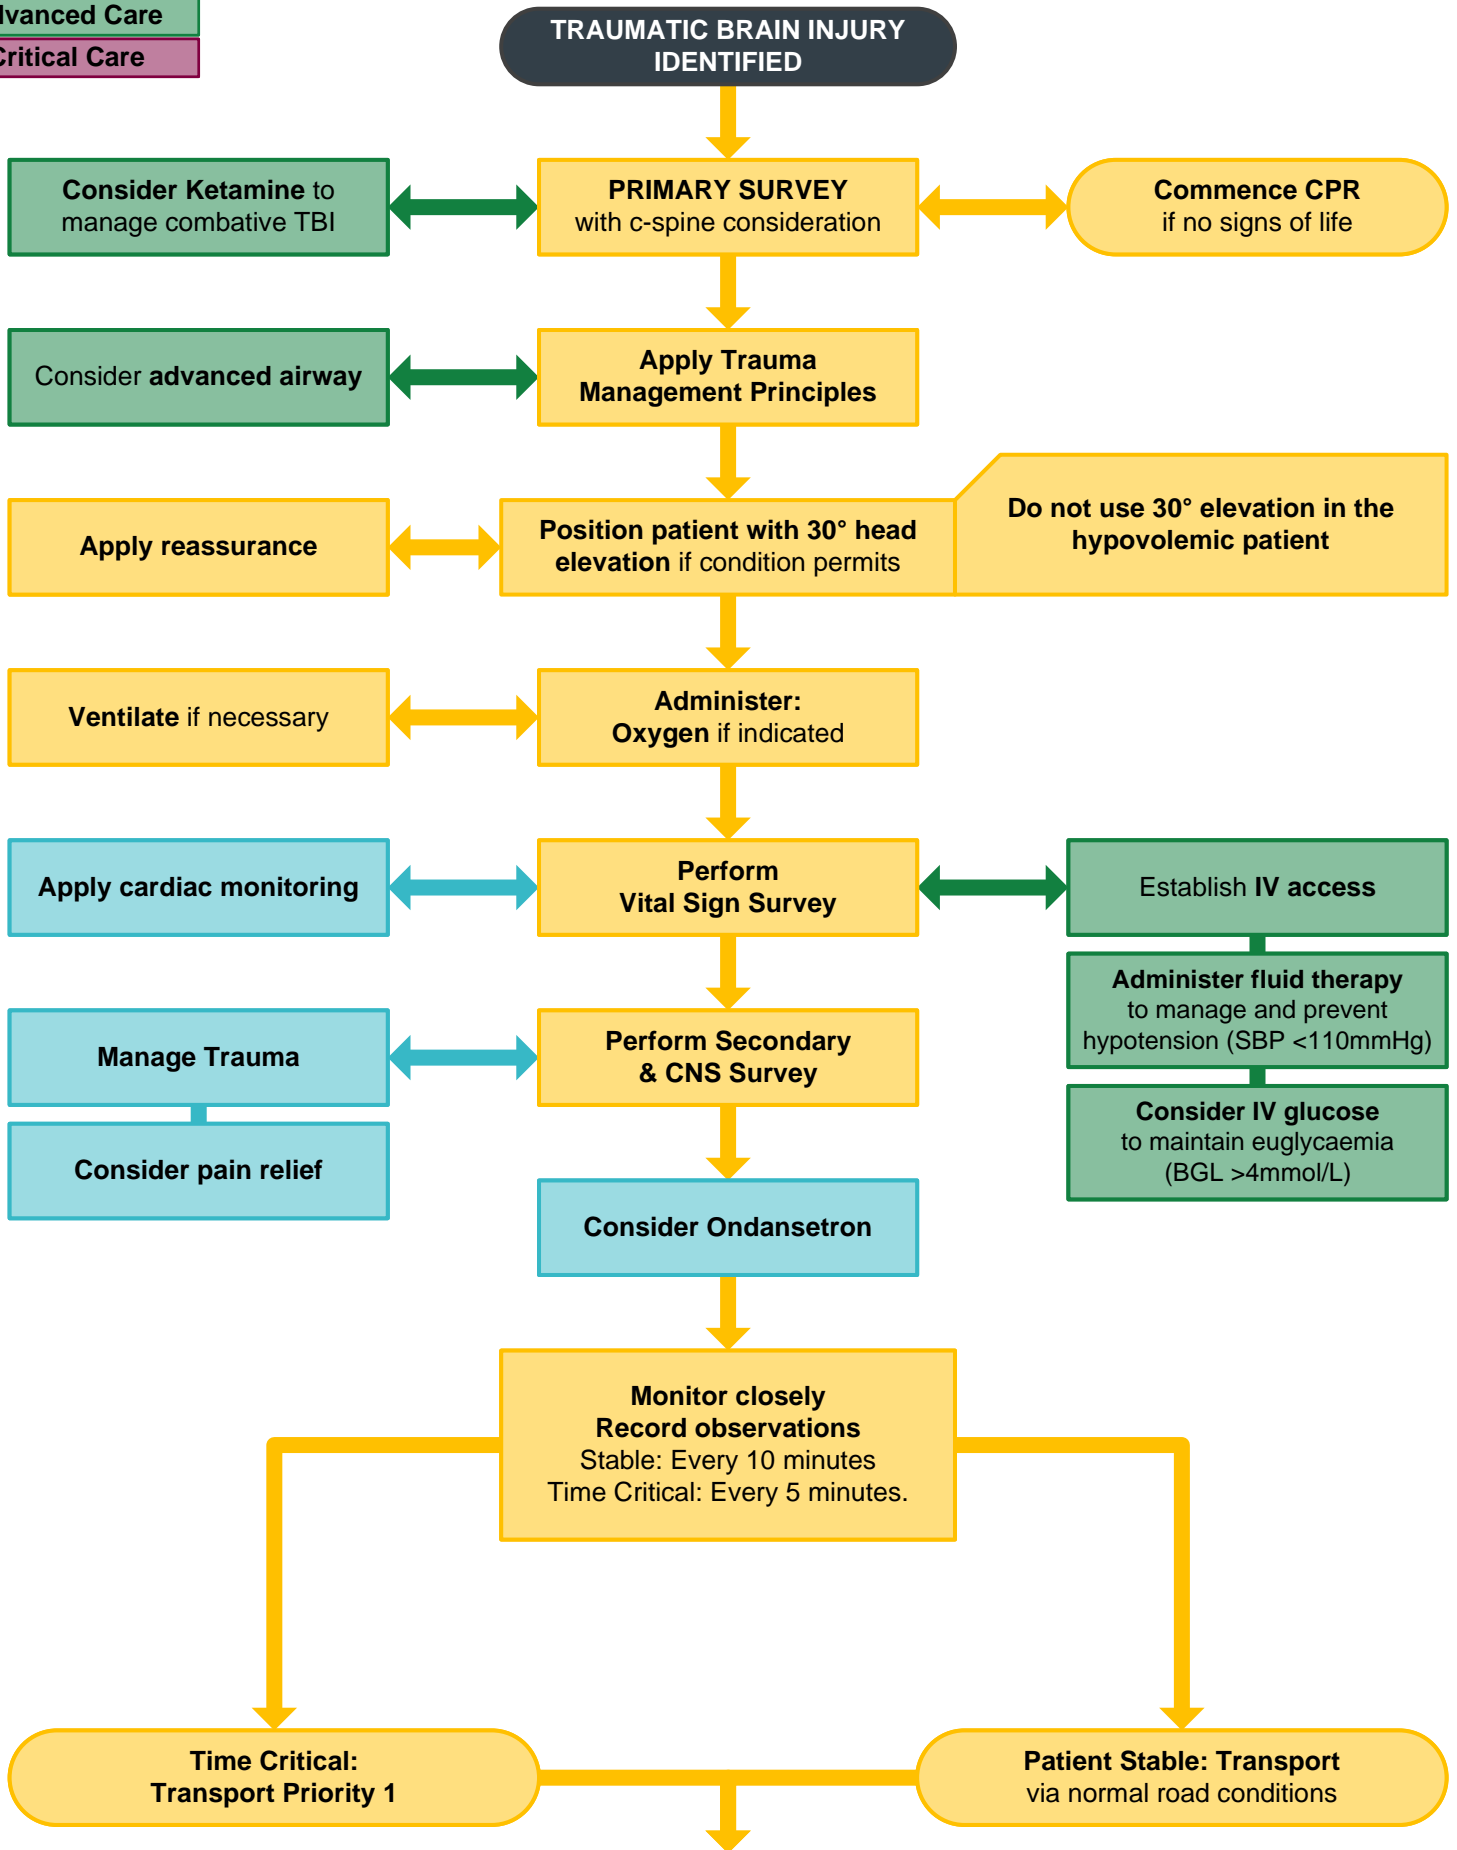 Care
Critical Care
TRAUMATIC BRAIN INJURY
IDENTIFIED
Consider Ketamine to
manage combative TBI
PRIMARY SURVEY
with c-spine consideration
Commence CPR
if no signs of life
Consider advanced airway
Apply Trauma
Management Principles
Apply reassurance
Position patient with 30° head
elevation if condition permits
Do not use 30° elevation in the
hypovolemic patient
Ventilate if necessary
Administer:
Oxygen if indicated
Apply cardiac monitoring
Perform
Vital Sign Survey
Establish IV access
Administer fluid therapy
to manage and prevent
hypotension (SBP <110mmHg)
Manage Trauma
Perform Secondary
& CNS Survey
Consider IV glucose
to maintain euglycaemia
(BGL >4mmol/L)
Consider pain relief
Consider Ondansetron
Monitor closely
Record observations
Stable: Every 10 minutes
Time Critical: Every 5 minutes.
Time Critical:
Transport Priority 1
Patient Stable: Transport
via normal road conditions